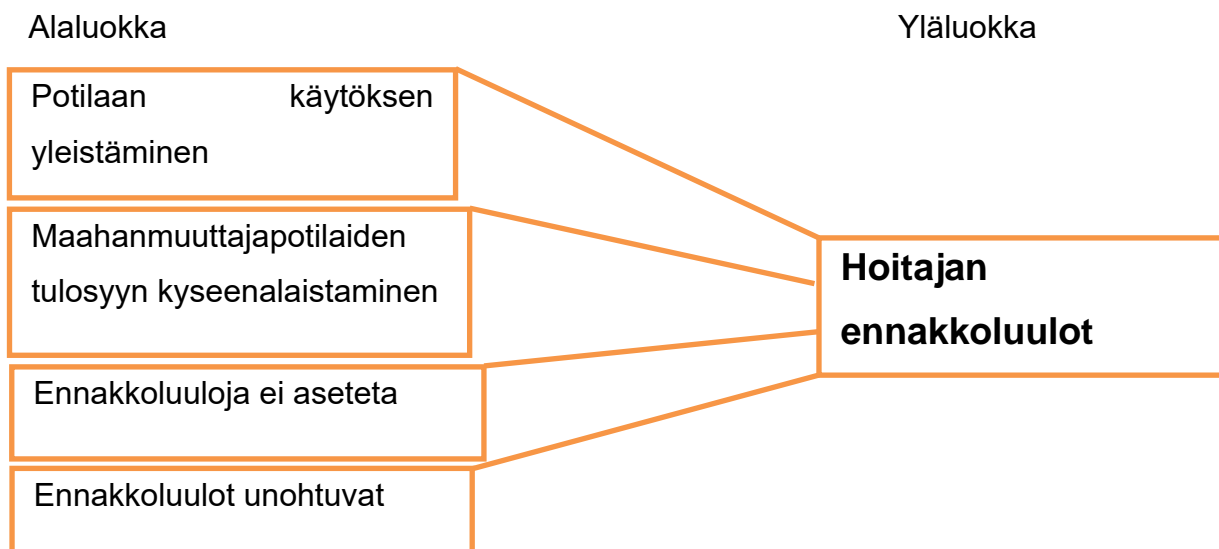 Alaluokka
Yläluokka
Potilaan käytöksen
yleistäminen
Maahanmuuttajapotilaiden
tulosyyn kyseenalaistaminen
Ennakkoluuloja ei aseteta
Ennakkoluulot unohtuvat
Hoitajan
ennakkoluulot